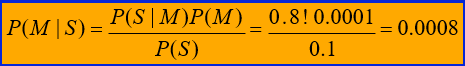 P(M | S) = P(S | M)P(M) / P(S) = 0.8! 0.0001 / 0.1 = 0.0008